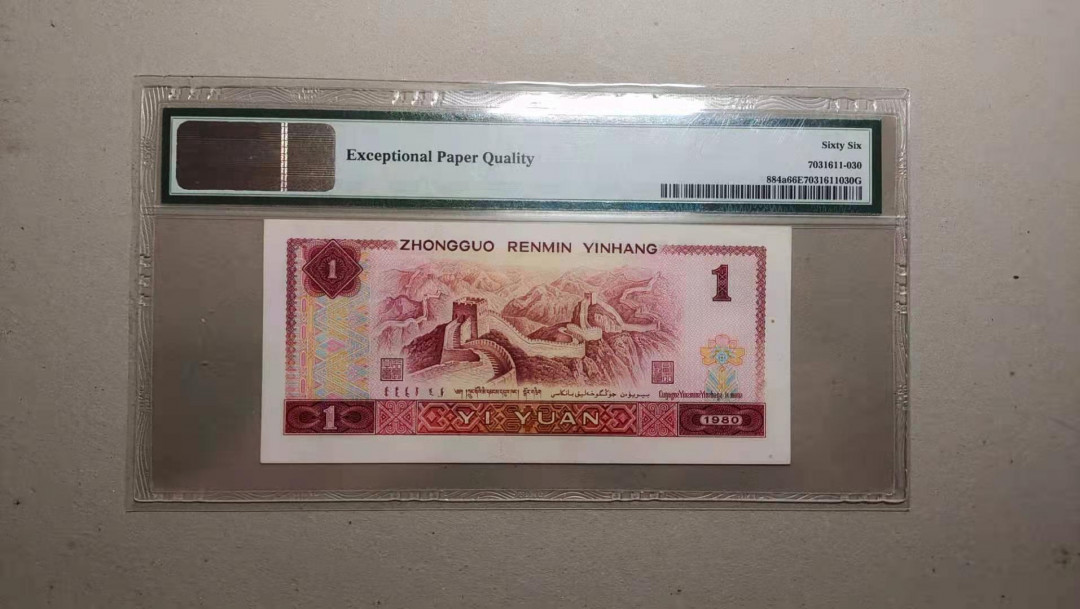 Exceptional Paper Quality
Sixty Six
7031611-030
884a66E7031611030G
ZHONGGUO RENMIN YINHANG
1
1
1
YI YUAN
1980